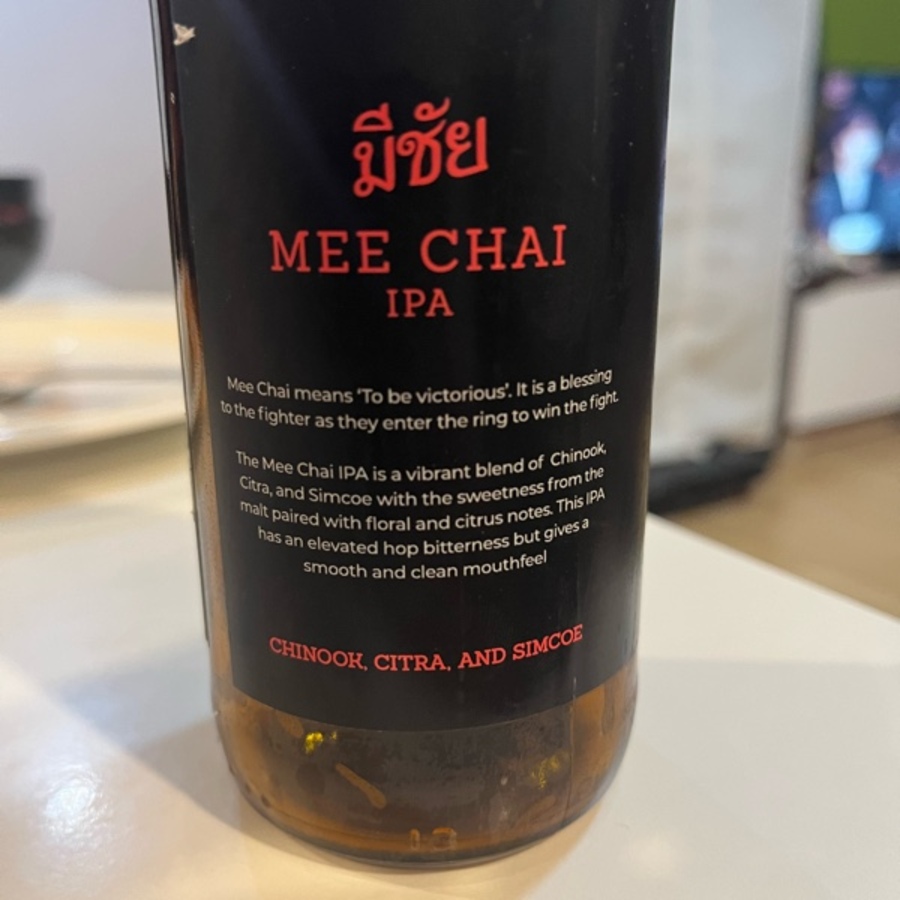 มีชัย
MEE CHAI
IPA
Mee Chai means ‘To be victorious’. It is a blessing
to the fighter as they enter the ring to win the fight.
The Mee Chai IPA is a vibrant blend of Chinook,
Citra, and Simcoe with the sweetness from the
malt paired with floral and citrus notes. This IPA
has an elevated hop bitterness but gives a
smooth and clean mouthfeel
CHINOOK, CITRA, AND SIMCOE